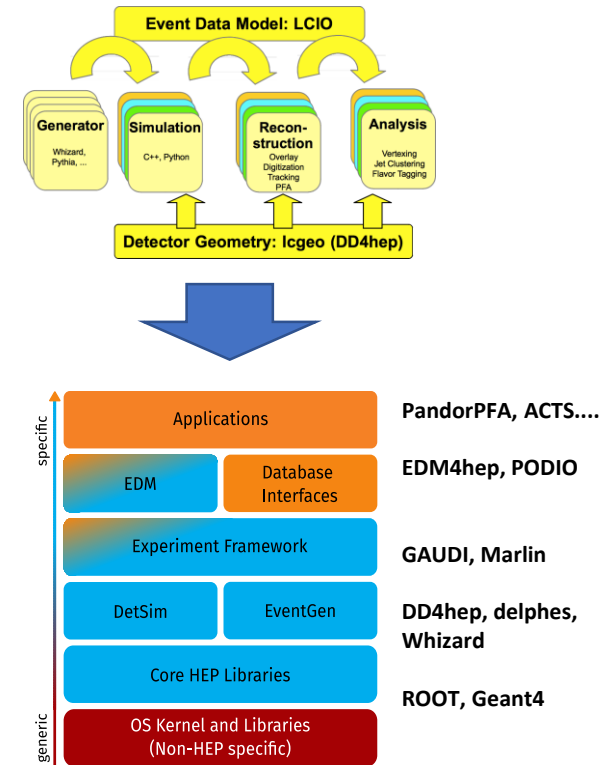 Event Data Model: LCIO
Generator
Whizard,
Pythia, ...
Simulation
C++, Python
Recon-
struction
Overlay
Digitization
Tracking
PFA
Analysis
Vertexing
Jet Clustering
Flavor Tagging
Detector Geometry: lcgeo (DD4hep)
specific
generic
Applications
PandorPFA, ACTS....
EDM
Database
Interfaces
EDM4hep, PODIO
Experiment Framework
GAUDI, Marlin
DetSim
EventGen
DD4hep, delphes,
Whizard
Core HEP Libraries
ROOT, Geant4
OS Kernel and Libraries
(Non-HEP specific)